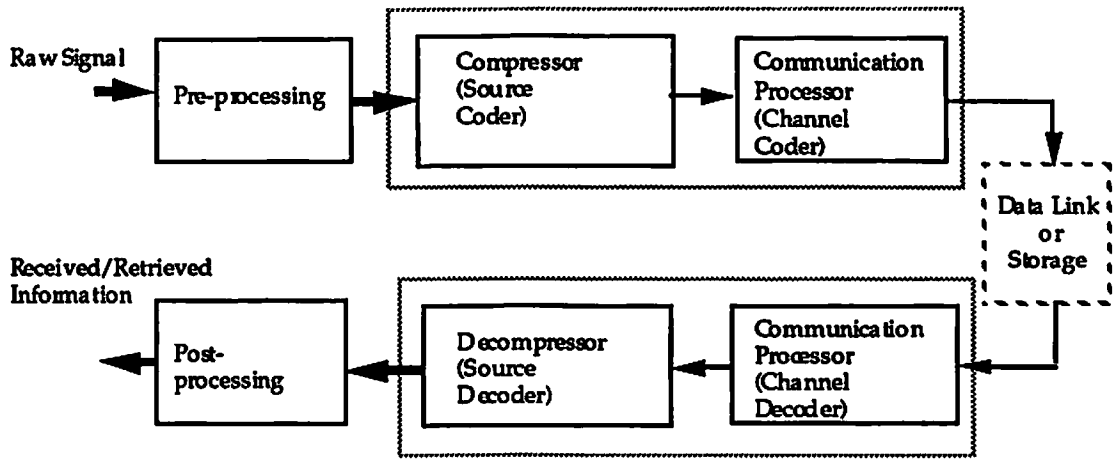 Raw Signal
Pre-processing
Compressor
(Source
Coder)
Communication
Processor
(Channel
Coder)
Data Link
or
Storage
Received/Retrieved
Information
Post-
processing
Decompressor
(Source
Decoder)
Communication
Processor
(Channel
Decoder)